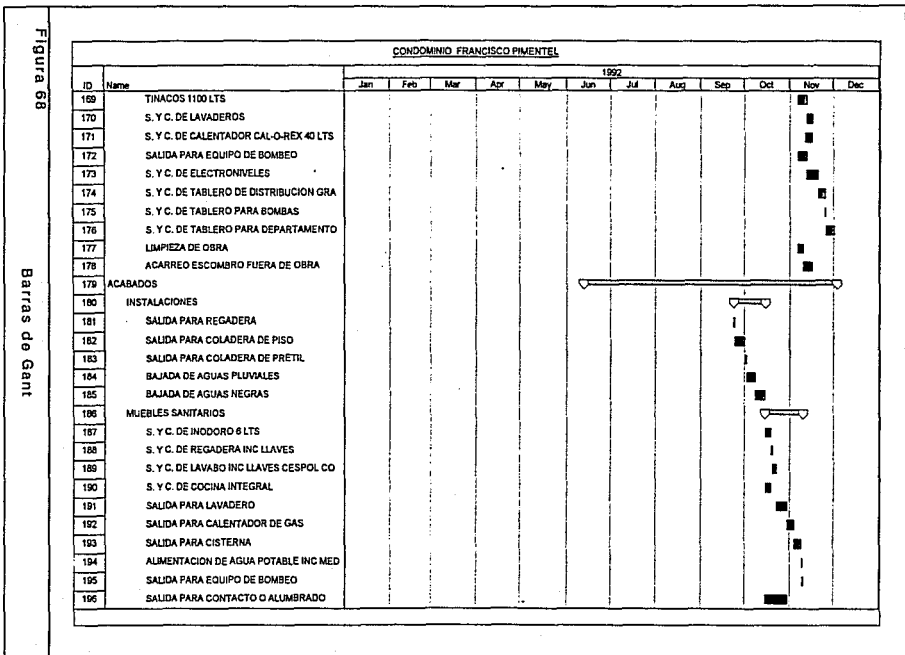 Figura 68
Barras de Gant
CONDOMINIO FRANCISCO PIMENTEL
1992
ID Name Jan Feb Mar Apr May Jun Jul Aug Sep Oct Nov Dec
169 TINACOS 1100 LTS
170 S. Y C. DE LAVADEROS
171 S. Y C. DE CALENTADOR CAL-O-REX 40 LTS
172 SALIDA PARA EQUIPO DE BOMBEO
173 S. Y C. DE ELECTRONIVELES
174 S. Y C. DE TABLERO DE DISTRIBUCION GRA
175 S. Y C. DE TABLERO PARA BOMBAS
176 S. Y C. DE TABLERO PARA DEPARTAMENTO
177 LIMPIEZA DE OBRA
178 ACARREO ESCOMBRO FUERA DE OBRA
179 ACABADOS
180 INSTALACIONES
181 SALIDA PARA REGADERA
182 SALIDA PARA COLADERA DE PISO
183 SALIDA PARA COLADERA DE PRETIL
184 BAJADA DE AGUAS PLUVIALES
185 BAJADA DE AGUAS NEGRAS
186 MUEBLES SANITARIOS
187 S. Y C. DE INODORO 6 LTS
188 S. Y C. DE REGADERA INC LLAVES
189 S. Y C. DE LAVABO INC LLAVES CESPOL CO
190 S. Y C. DE COCINA INTEGRAL
191 SALIDA PARA LAVADERO
192 SALIDA PARA CALENTADOR DE GAS
193 SALIDA PARA CISTERNA
194 ALIMENTACION DE AGUA POTABLE INC MED
195 SALIDA PARA EQUIPO DE BOMBEO
196 SALIDA PARA CONTACTO O ALUMBRADO